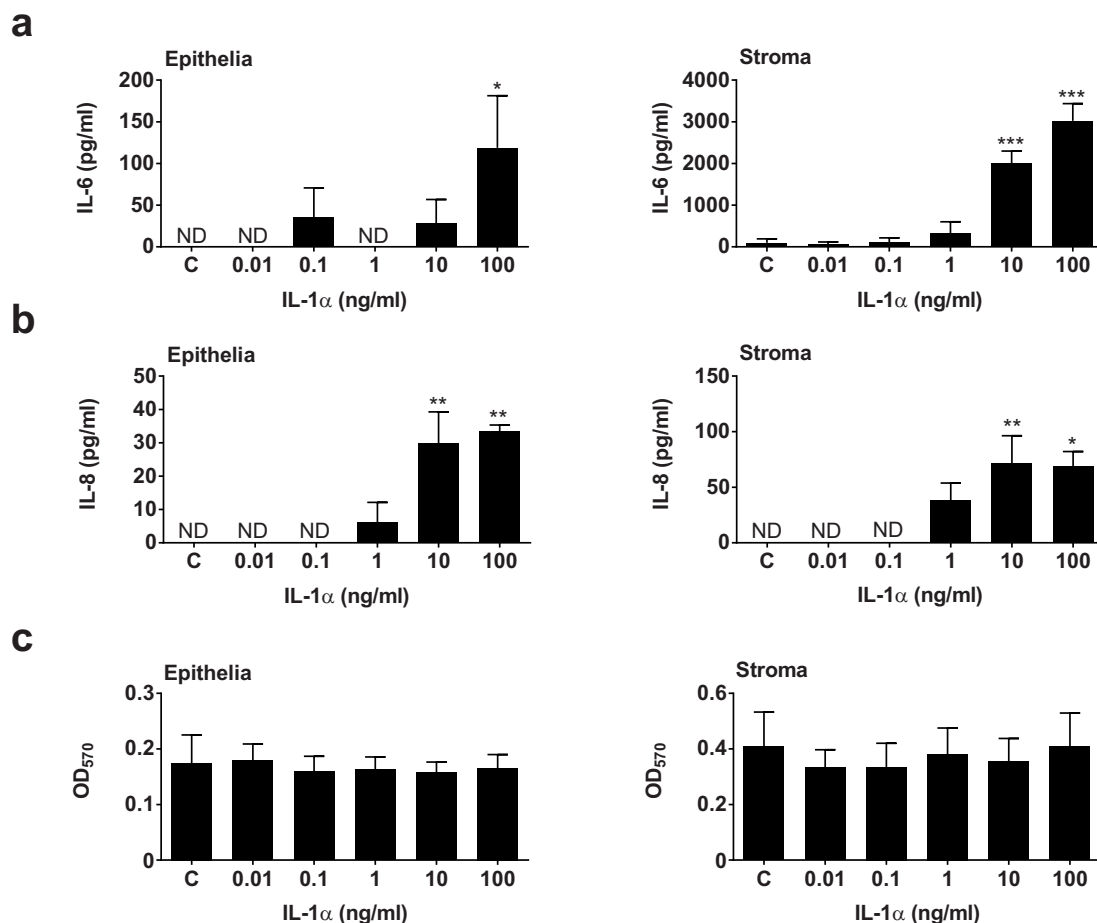 a
Epithelia
IL-6 (pg/ml)
200
150
100
50
0
ND ND ND
*
C 0.01 0.1 1 10 100
IL-1α (ng/ml)
Stroma
IL-6 (pg/ml)
4000
3000
2000
1000
0
*** ***
C 0.01 0.1 1 10 100
IL-1α (ng/ml)
b
Epithelia
IL-8 (pg/ml)
50
40
30
20
10
0
ND ND ND
** **
C 0.01 0.1 1 10 100
IL-1α (ng/ml)
Stroma
IL-8 (pg/ml)
150
100
50
0
ND ND ND
** *
C 0.01 0.1 1 10 100
IL-1α (ng/ml)
c
Epithelia
OD570
0.3
0.2
0.1
0
C 0.01 0.1 1 10 100
IL-1α (ng/ml)
Stroma
OD570
0.6
0.4
0.2
0
C 0.01 0.1 1 10 100
IL-1α (ng/ml)